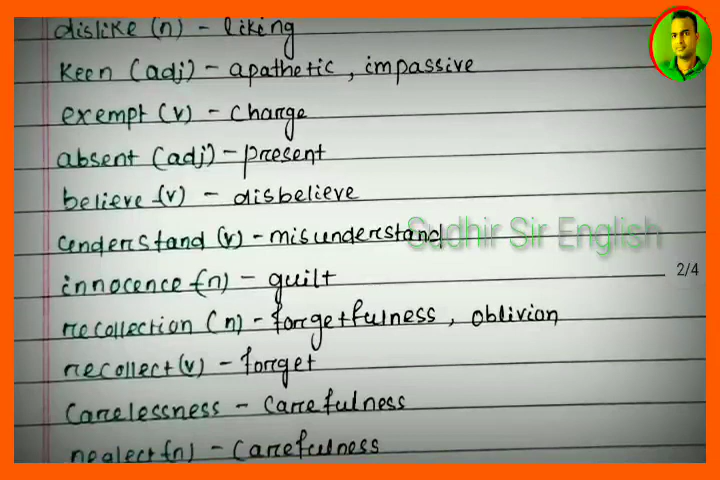 dislike (n) - liking
Keen (adj) - apathetic, impassive
exempt (v) - charge
absent (adj) - present
believe (v) - disbelieve
understand (v) - misunderstand
Sudhir Sir English
innocence (n) - guilt
2/4
recollection (n) - forgetfulness, oblivion
recollect (v) - forget
Carelessness - Carefulness
neglect (n) - Carefulness